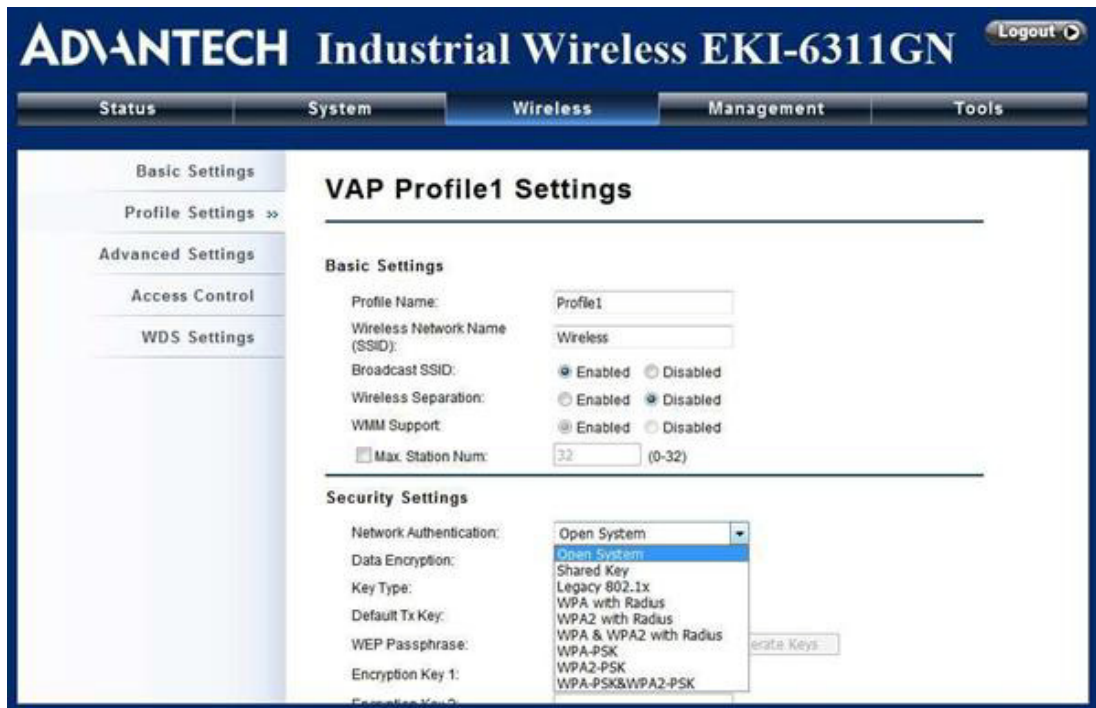 ADVANTECH Industrial Wireless EKI-6311GN
Logout
Status System Wireless Management Tools
Basic Settings
Profile Settings »
Advanced Settings
Access Control
WDS Settings
VAP Profile1 Settings
Basic Settings
Profile Name: Profile1
Wireless Network Name (SSID): Wireless
Broadcast SSID: Enabled Disabled
Wireless Separation: Enabled Disabled
WMM Support: Enabled Disabled
Max. Station Num: 32 (0-32)
Security Settings
Network Authentication: Open System
Data Encryption:
Key Type:
Default Tx Key:
WEP Passphrase:
Encryption Key 1:
Open System
Shared Key
Legacy 802.1x
WPA with Radius
WPA2 with Radius
WPA & WPA2 with Radius
WPA-PSK
WPA2-PSK
WPA-PSK&WPA2-PSK
erate Keys